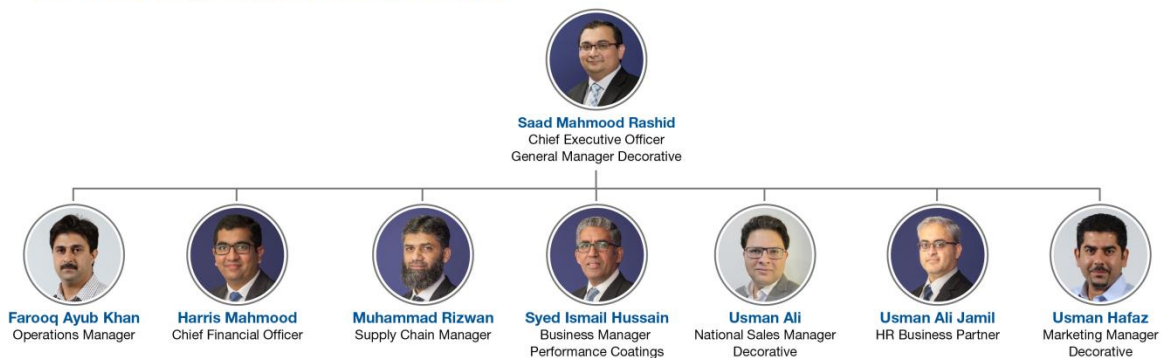 Saad Mahmood Rashid
Chief Executive Officer
General Manager Decorative
Farooq Ayub Khan
Operations Manager
Harris Mahmood
Chief Financial Officer
Muhammad Rizwan
Supply Chain Manager
Syed Ismail Hussain
Business Manager
Performance Coatings
Usman Ali
National Sales Manager
Decorative
Usman Ali Jamil
HR Business Partner
Usman Hafaz
Marketing Manager
Decorative